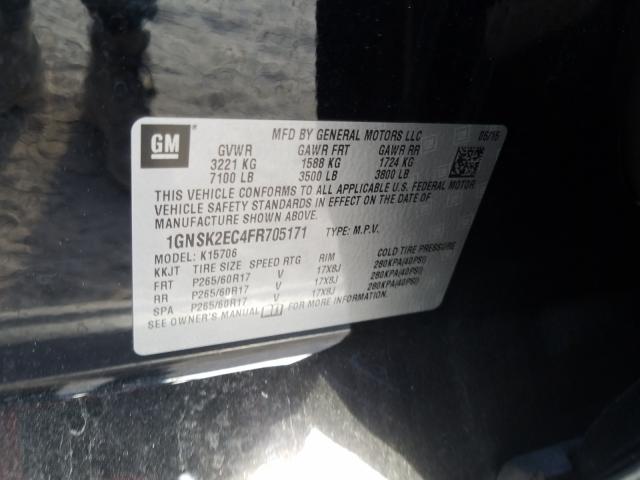 GM
MFD BY GENERAL MOTORS LLC 05/15
GVWR GAWR FRT GAWR RR
3221 KG 1588 KG 1724 KG
7100 LB 3500 LB 3800 LB
THIS VEHICLE CONFORMS TO ALL APPLICABLE U.S. FEDERAL MOTOR
VEHICLE SAFETY STANDARDS IN EFFECT ON THE DATE OF
MANUFACTURE SHOWN ABOVE.
1GNSK2EC4FR705171 TYPE: M.P.V.
MODEL: K15706
KKJT TIRE SIZE SPEED RTG RIM COLD TIRE PRESSURE
FRT P265/60R17 V 17X8J 280KPA(40PSI)
RR P265/60R17 V 17X8J 280KPA(40PSI)
SPA P265/60R17 V 17X8J 280KPA(40PSI)
SEE OWNER'S MANUAL FOR MORE INFORMATION.